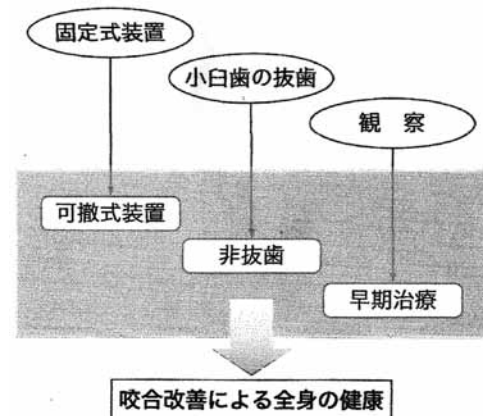 固定式装置
小臼歯の抜歯
観 察
可撤式装置
非抜歯
早期治療
咬合改善による全身の健康